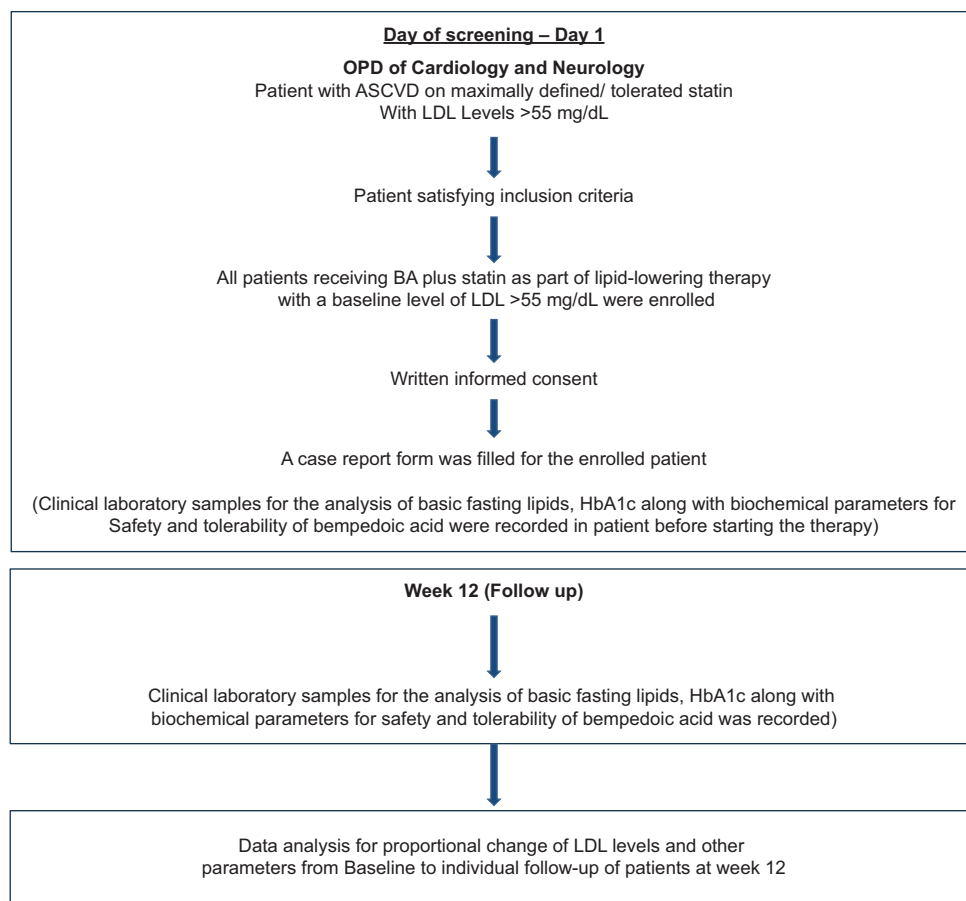 Day of screening – Day 1
OPD of Cardiology and Neurology
Patient with ASCVD on maximally defined/ tolerated statin
With LDL Levels >55 mg/dL
Patient satisfying inclusion criteria
All patients receiving BA plus statin as part of lipid-lowering therapy
with a baseline level of LDL >55 mg/dL were enrolled
Written informed consent
A case report form was filled for the enrolled patient
(Clinical laboratory samples for the analysis of basic fasting lipids, HbA1c along with biochemical parameters for
Safety and tolerability of bempedoic acid were recorded in patient before starting the therapy)
Week 12 (Follow up)
Clinical laboratory samples for the analysis of basic fasting lipids, HbA1c along with
biochemical parameters for safety and tolerability of bempedoic acid was recorded)
Data analysis for proportional change of LDL levels and other
parameters from Baseline to individual follow-up of patients at week 12